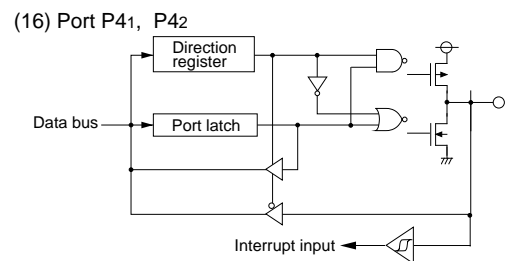 (16) Port P41, P42
Direction
register
Data bus
Port latch
Interrupt input